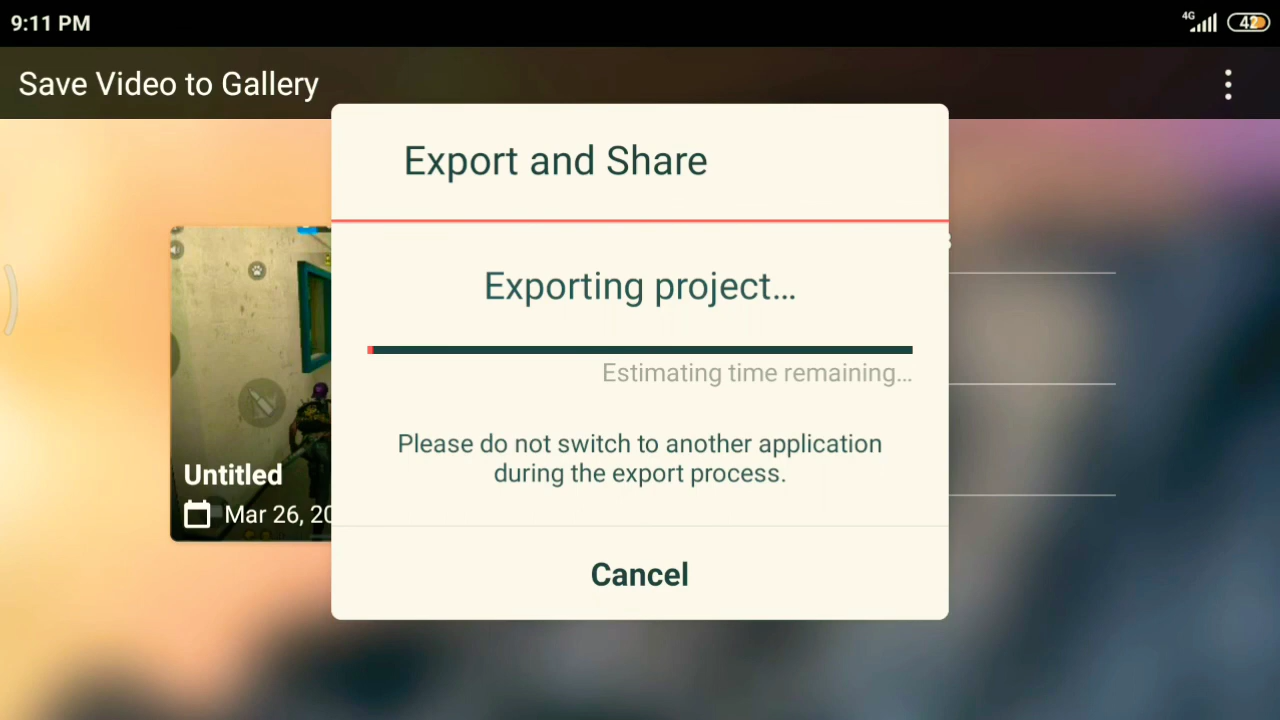 9:11 PM
4G
42
Save Video to Gallery
Export and Share
Exporting project...
Estimating time remaining...
Please do not switch to another application
during the export process.
Untitled
Mar 26, 20
Cancel